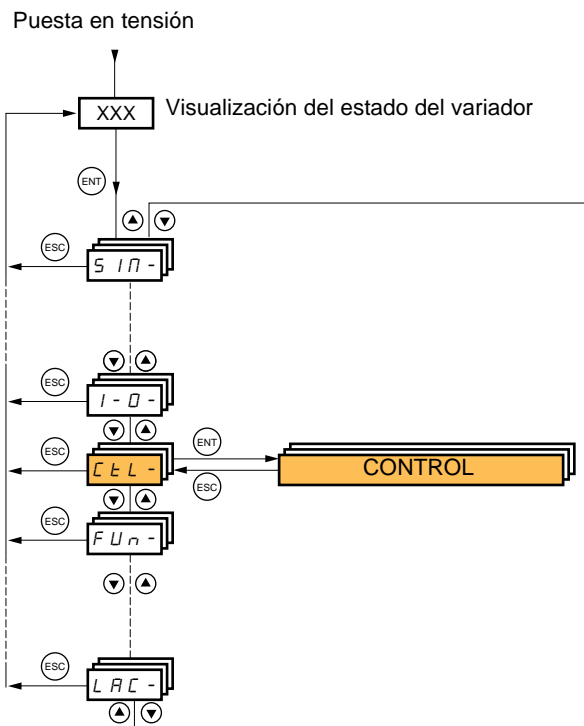 Puesta en tensión
XXX
Visualización del estado del variador
ENT
ESC
SIM-
ESC
I-O-
ESC
CtL-
ENT
ESC
CONTROL
ESC
FUn-
ESC
LAC-